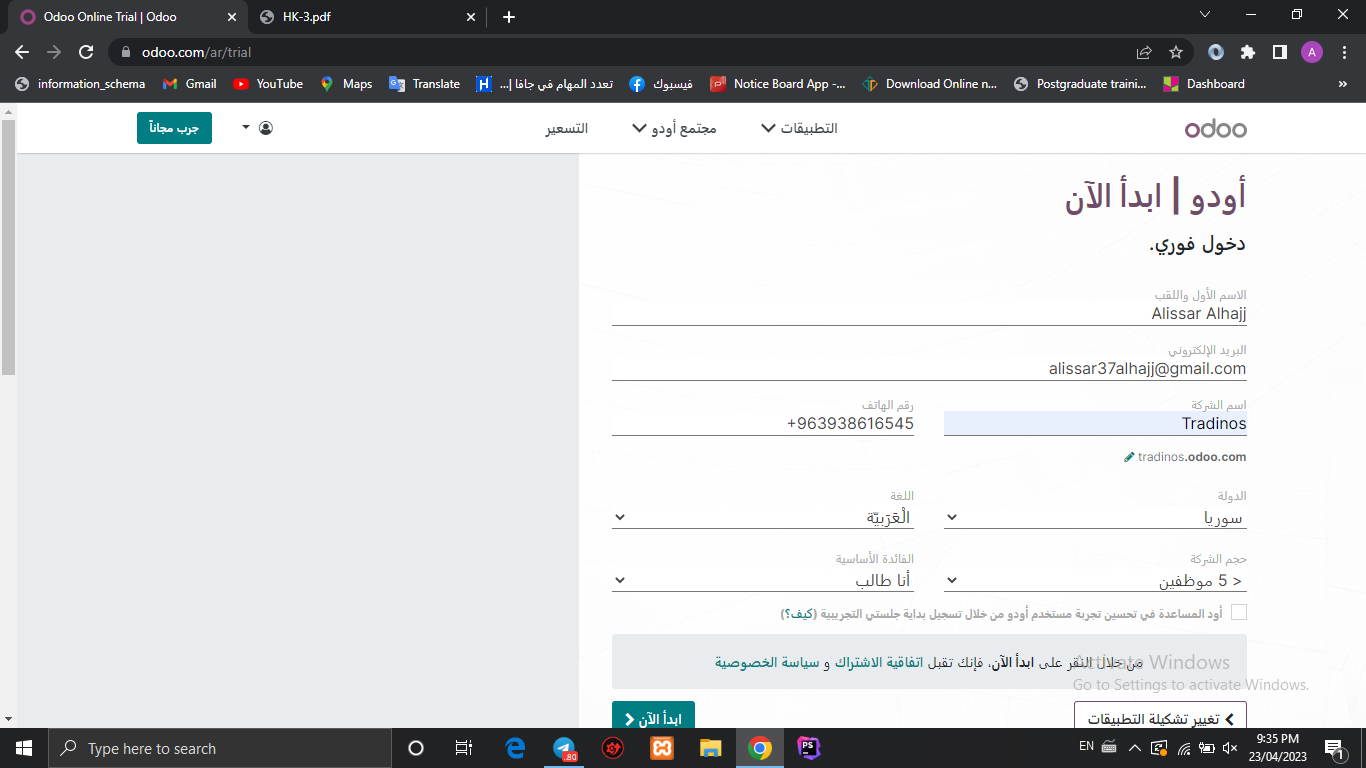 Odoo Online Trial | Odoo
HK-3.pdf
odoo.com/ar/trial
information_schema
Gmail
YouTube
Maps
Translate
تعدد المهام في جافا إ...
فيسبوك
Notice Board App -...
Download Online n...
Postgraduate traini...
Dashboard
odoo
التطبيقات
مجتمع أودو
التسعير
جرب مجاناً
أودو | ابدأ الآن
دخول فوري.
الاسم الأول واللقب
Alissar Alhajj
البريد الإلكتروني
alissar37alhajj@gmail.com
اسم الشركة
رقم الهاتف
Tradinos
+963938616545
tradinos.odoo.com
الدولة
اللغة
سوريا
الْعَرَبيّة
حجم الشركة
الفائدة الأساسية
< 5 موظفين
أنا طالب
أود المساعدة في تحسين تجربة مستخدم أودو من خلال تسجيل بداية جلستي التجريبية (كيف؟)
من خلال النقر على ابدأ الآن، فإنك تقبل اتفاقية الاشتراك و سياسة الخصوصية
Activate Windows
Go to Settings to activate Windows.
تغيير تشكيلة التطبيقات
ابدأ الآن
Type here to search
.80
PS
EN
9:35 PM
23/04/2023
1